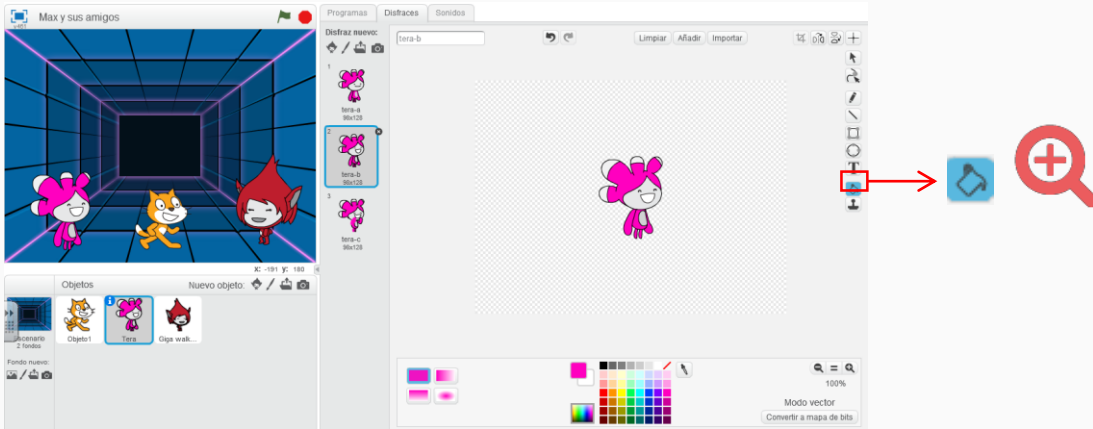 Max y sus amigos
v461
Programas Disfraces Sonidos
Disfraz nuevo:
tera-b
Limpiar Añadir Importar
1
tera-a
96x128
2
tera-b
96x128
3
tera-c
96x128
T
X: -191 y: 180
Objetos Nuevo objeto:
Escenario
2 fondos
Objeto1 Tera Giga walk...
Fondo nuevo:
100%
Modo vector
Convertir a mapa de bits